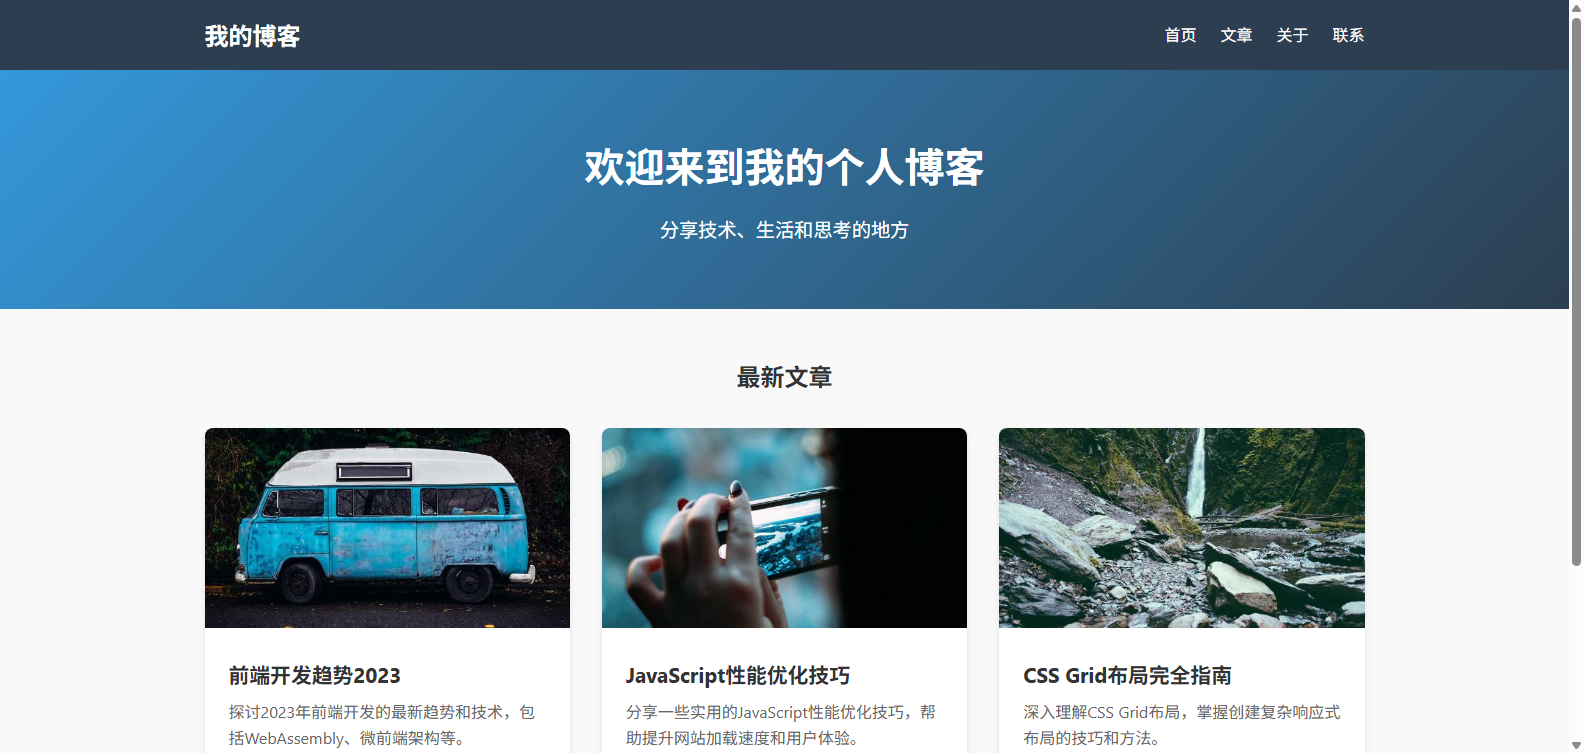 我的博客
首页 文章 关于 联系
欢迎来到我的个人博客
分享技术、生活和思考的地方
最新文章
前端开发趋势2023
探讨2023年前端开发的最新趋势和技术，包
括WebAssembly、微前端架构等。
JavaScript性能优化技巧
分享一些实用的JavaScript性能优化技巧，帮
助提升网站加载速度和用户体验。
CSS Grid布局完全指南
深入理解CSS Grid布局，掌握创建复杂响应式
布局的技巧和方法。